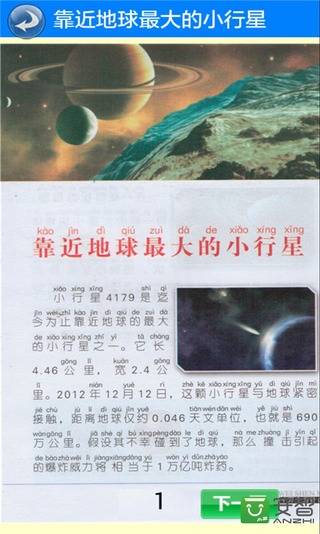 靠近地球最大的小行星
kào jìn dì qiú zuì dà de xiǎo xíng xīng
靠近地球最大的小行星
xiǎo xíng xīng shì qì
小行星4179是迄
jīn wéi zhǐ kào jìn dì qiú de zuì dà
今为止靠近地球的最大
de xiǎo xíng xīng zhī yī tā cháng
的小行星之一。它长
gōng lǐ kuān gōng
4.46公里，宽2.4公
lǐ nián yuè rì zhè kē xiǎo xíng xīng yǔ dì qiú jǐn mì
里。2012年12月12日，这颗小行星与地球紧密
jiē chù jù lí dì qiú jǐn yuē tiān wén dān wèi yě jiù shì
接触，距离地球仅约0.046天文单位，也就是690
wàn gōng lǐ jiǎ shè qí bú xìng pèng dào le dì qiú nà me zhuàng jī yǐn qǐ
万公里。假设其不幸碰到了地球，那么撞击引起
de bào zhà wēi lì jiāng xiāng dāng yú wàn yì dūn zhà yào
的爆炸威力将相当于1万亿吨炸药。
1
下一
安智
ANZHI